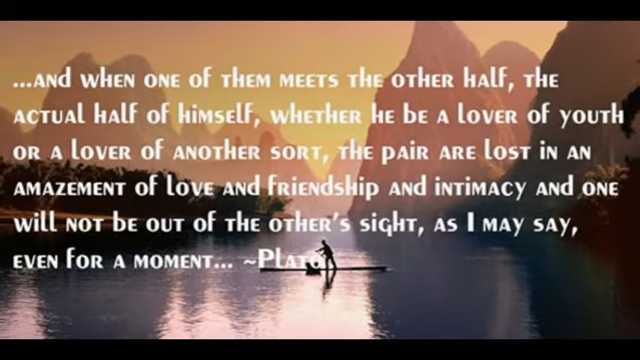 ...and when one of them meets the other half, the
actual half of himself, whether he be a lover of youth
or a lover of another sort, the pair are lost in an
amazement of love and friendship and intimacy and one
will not be out of the other's sight, as I may say,
even for a moment... ~Plato